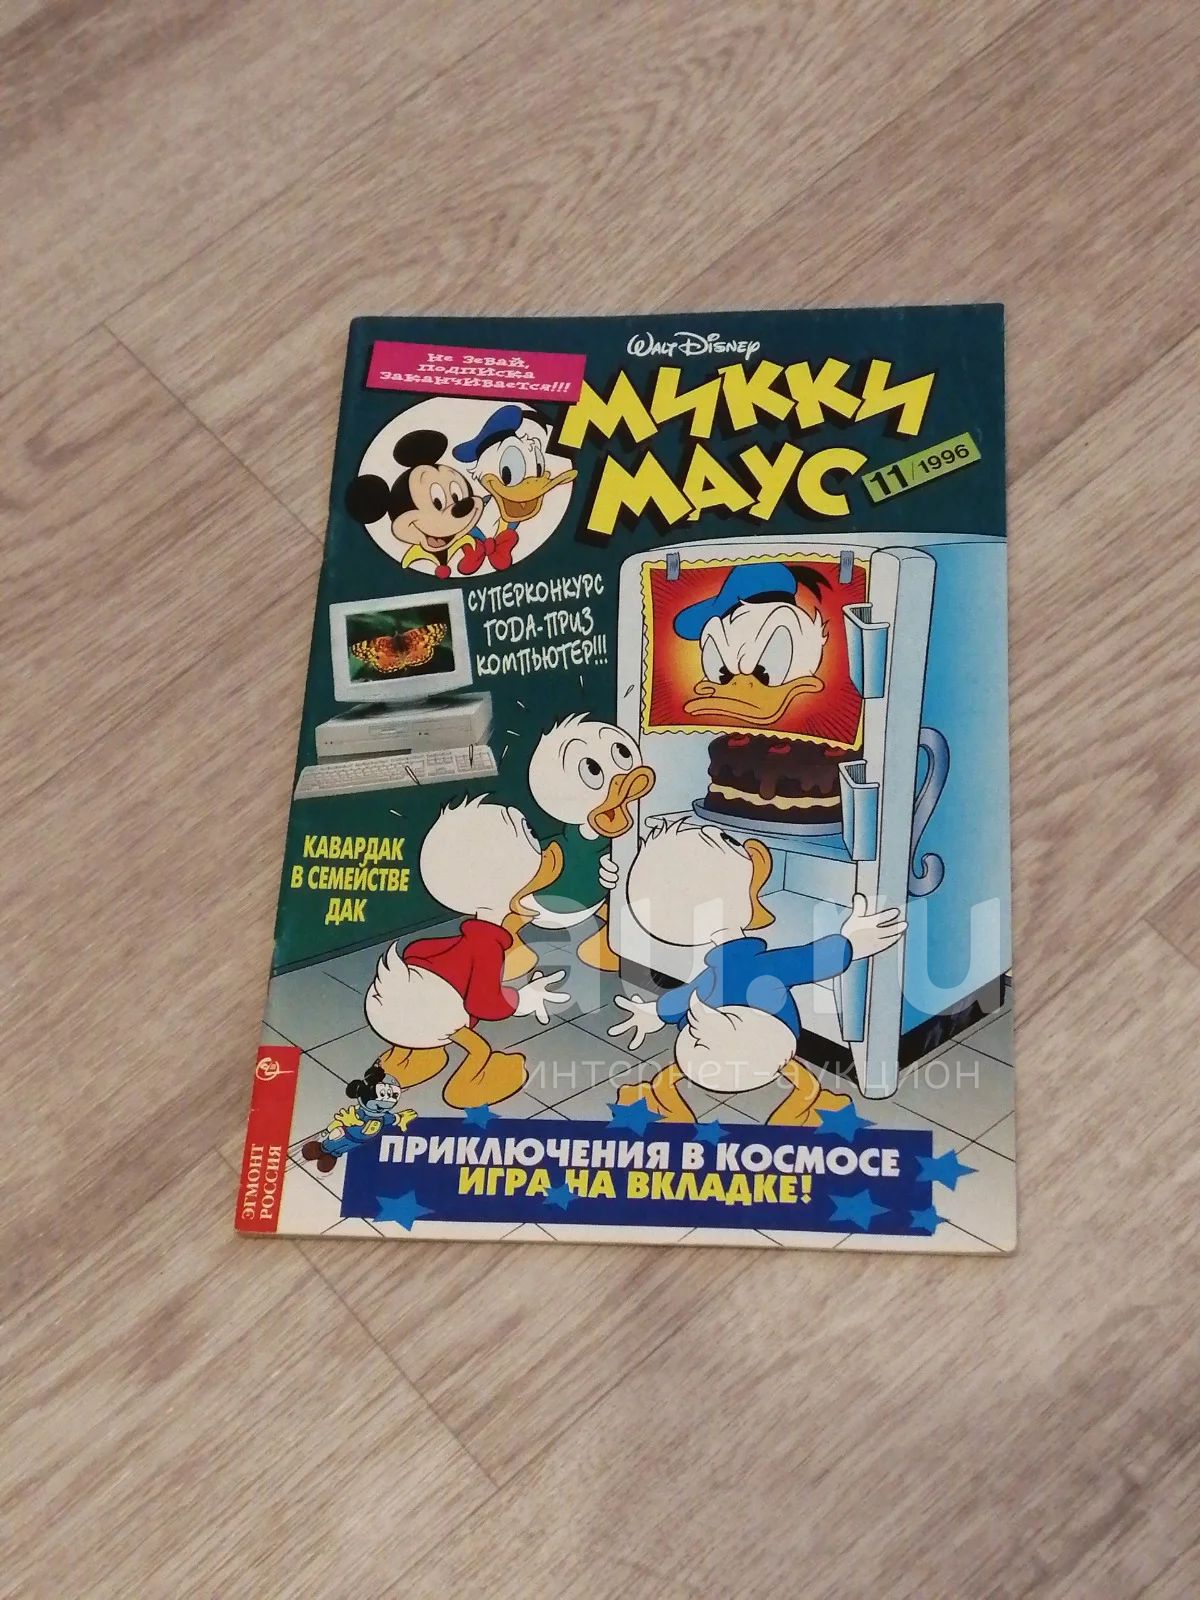 Не зевай,
подписка
заканчивается!!!
Walt Disney
МИККИ
МАУС
11/1996
СУПЕРКОНКУРС
ГОДА-ПРИЗ
КОМПЬЮТЕР!!!
КАВАРДАК
В СЕМЕЙСТВЕ
ДАК
au.ru
интернет-аукцион
ЭГМОНТ
РОССИЯ
ПРИКЛЮЧЕНИЯ В КОСМОСЕ
ИГРА НА ВКЛАДКЕ!